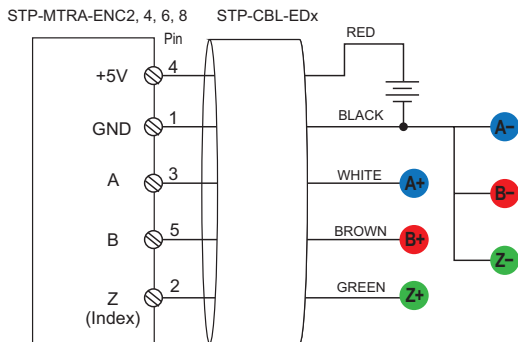 STP-MTRA-ENC2, 4, 6, 8 STP-CBL-EDx
Pin
RED
+5V 4
GND 1 BLACK A−
A 3 WHITE A+
B− 
B 5 BROWN B+
Z−
Z 2 GREEN Z+
(Index)